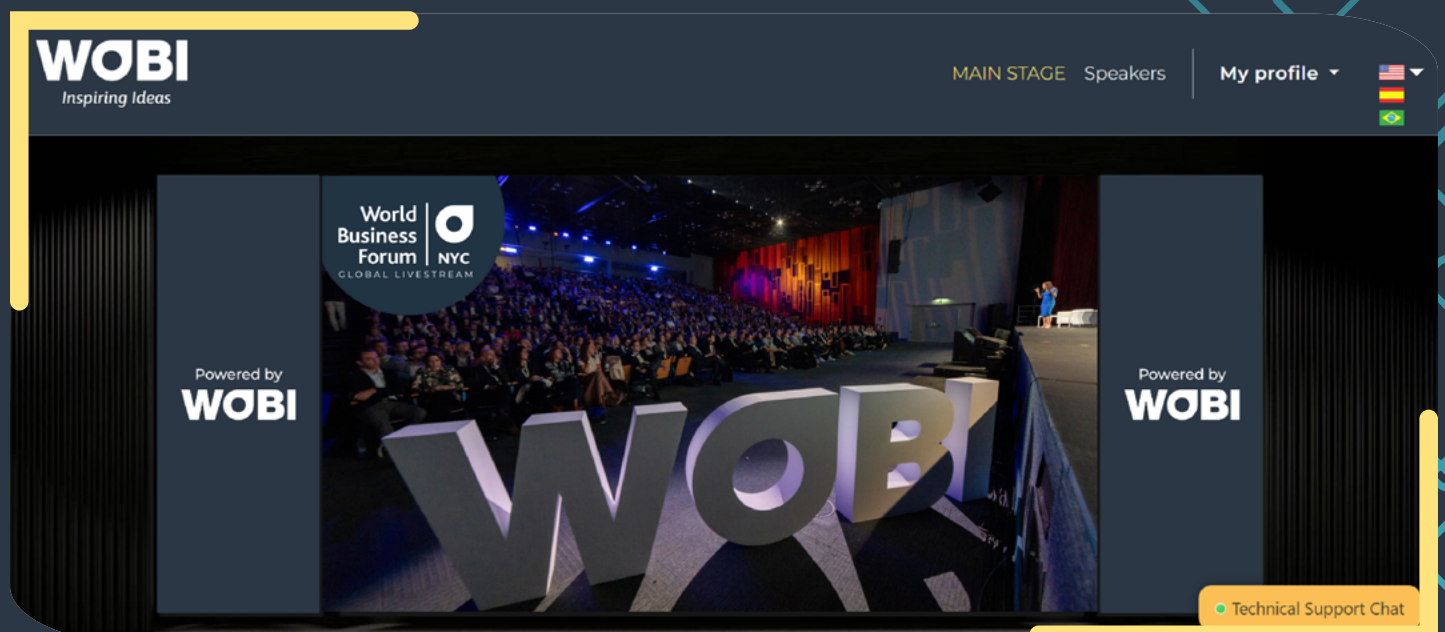 WOBI
Inspiring Ideas
MAIN STAGE Speakers My profile
World
Business
Forum
NYC
GLOBAL LIVESTREAM
Powered by
WOBI
WOBI
Powered by
WOBI
Technical Support Chat